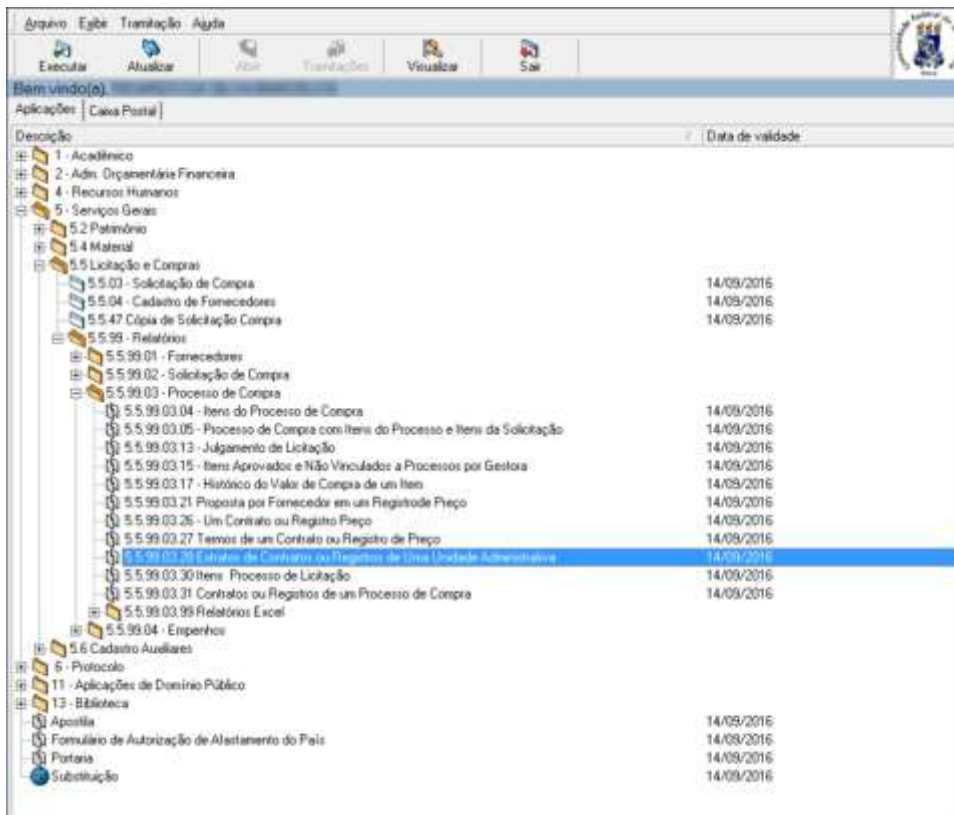 Arquivo Exibir Tramitação Ajuda
Executar Atualizar Abrir Tramitações Visualizar Sair
Bem vindo(a),
Aplicações Caixa Postal
Descrição Data de validade
1 - Acadêmico
2 - Adm. Orçamentária Financeira
4 - Recursos Humanos
5 - Serviços Gerais
5.2 Patrimônio
5.4 Material
5.5 Licitação e Compras
5.5.03 - Solicitação de Compra 14/09/2016
5.5.04 - Cadastro de Fornecedores 14/09/2016
5.5.47 Cópia de Solicitação Compra 14/09/2016
5.5.99 - Relatórios
5.5.99.01 - Fornecedores
5.5.99.02 - Solicitação de Compra
5.5.99.03 - Processo de Compra
5.5.99.03.04 - Itens do Processo de Compra 14/09/2016
5.5.99.03.05 - Processo de Compra com Itens do Processo e Itens da Solicitação 14/09/2016
5.5.99.03.13 - Julgamento de Licitação 14/09/2016
5.5.99.03.15 - Itens Aprovados e Não Vinculados a Processos por Gestora 14/09/2016
5.5.99.03.17 - Histórico do Valor de Compra de um Item 14/09/2016
5.5.99.03.21 Proposta por Fornecedor em um Registrode Preço 14/09/2016
5.5.99.03.26 - Um Contrato ou Registro Preço 14/09/2016
5.5.99.03.27 Termos de um Contrato ou Registro de Preço 14/09/2016
5.5.99.03.28 Extratos de Contratos ou Registros de Uma Unidade Administrativa 14/09/2016
5.5.99.03.30 Itens Processo de Licitação 14/09/2016
5.5.99.03.31 Contratos ou Registros de um Processo de Compra 14/09/2016
5.5.99.03.99 Relatórios Excel
5.5.99.04 - Empenhos
5.6 Cadastro Auxiliares
6 - Protocolo
11 - Aplicações de Domínio Público
13 - Biblioteca
Apostila 14/09/2016
Formulário de Autorização de Afastamento do País 14/09/2016
Portaria 14/09/2016
Substituição 14/09/2016